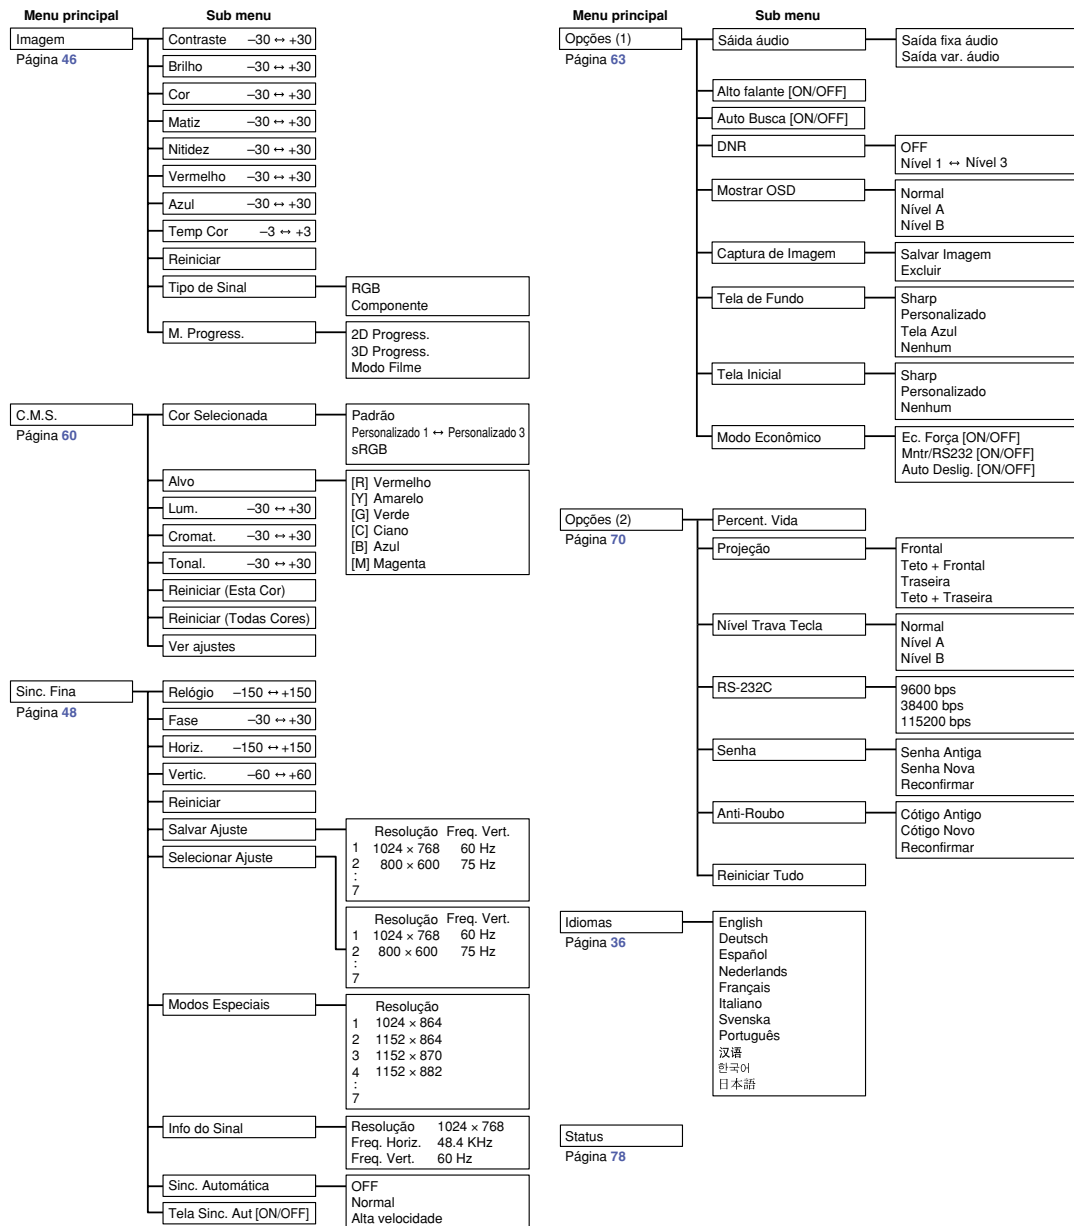 Menu principal
Sub menu
Imagem
Página 46
Contraste –30 ↔ +30
Brilho –30 ↔ +30
Cor –30 ↔ +30
Matiz –30 ↔ +30
Nitidez –30 ↔ +30
Vermelho –30 ↔ +30
Azul –30 ↔ +30
Temp Cor –3 ↔ +3
Reiniciar
Tipo de Sinal
RGB
Componente
M. Progress.
2D Progress.
3D Progress.
Modo Filme
C.M.S.
Página 60
Cor Selecionada
Padrão
Personalizado 1 ↔ Personalizado 3
sRGB
Alvo
[R] Vermelho
[Y] Amarelo
[G] Verde
[C] Ciano
[B] Azul
[M] Magenta
Lum. –30 ↔ +30
Cromat. –30 ↔ +30
Tonal. –30 ↔ +30
Reiniciar (Esta Cor)
Reiniciar (Todas Cores)
Ver ajustes
Sinc. Fina
Página 48
Relógio –150 ↔ +150
Fase –30 ↔ +30
Horiz. –150 ↔ +150
Vertic. –60 ↔ +60
Reiniciar
Salvar Ajuste
Resolução Freq. Vert.
1 1024 × 768 60 Hz
2 800 × 600 75 Hz
:
7
Selecionar Ajuste
Resolução Freq. Vert.
1 1024 × 768 60 Hz
2 800 × 600 75 Hz
:
7
Modos Especiais
Resolução
1 1024 × 864
2 1152 × 864
3 1152 × 870
4 1152 × 882
:
7
Info do Sinal
Resolução 1024 × 768
Freq. Horiz. 48.4 KHz
Freq. Vert. 60 Hz
Sinc. Automática
OFF
Normal
Alta velocidade
Tela Sinc. Aut [ON/OFF]
Menu principal
Sub menu
Opções (1)
Página 63
Sáida áudio
Saída fixa áudio
Saída var. áudio
Alto falante [ON/OFF]
Auto Busca [ON/OFF]
DNR
OFF
Nível 1 ↔ Nível 3
Mostrar OSD
Normal
Nível A
Nível B
Captura de Imagem
Salvar Imagem
Excluir
Tela de Fundo
Sharp
Personalizado
Tela Azul
Nenhum
Tela Inicial
Sharp
Personalizado
Nenhum
Modo Econômico
Ec. Força [ON/OFF]
Mntr/RS232 [ON/OFF]
Auto Deslig. [ON/OFF]
Opções (2)
Página 70
Percent. Vida
Projeção
Frontal
Teto + Frontal
Traseira
Teto + Traseira
Nível Trava Tecla
Normal
Nível A
Nível B
RS-232C
9600 bps
38400 bps
115200 bps
Senha
Senha Antiga
Senha Nova
Reconfirmar
Anti-Roubo
Cótigo Antigo
Cótigo Novo
Reconfirmar
Reiniciar Tudo
Idiomas
Página 36
English
Deutsch
Español
Nederlands
Français
Italiano
Svenska
Português
汉语
한국어
日本語
Status
Página 78